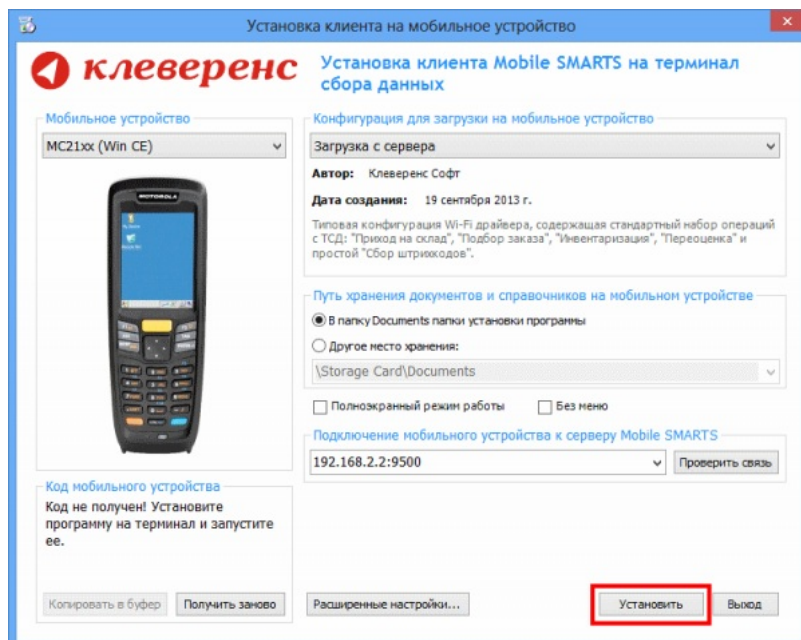 Установка клиента на мобильное устройство
клеверенс
Установка клиента Mobile SMARTS на терминал
сбора данных
Мобильное устройство
MC21xx (Win CE)
MOTOROLA
Код мобильного устройства
Код не получен! Установите
программу на терминал и запустите
ее.
Копировать в буфер
Получить заново
Конфигурация для загрузки на мобильное устройство
Загрузка с сервера
Автор: Клеверенс Софт
Дата создания: 19 сентября 2013 г.
Типовая конфигурация Wi-Fi драйвера, содержащая стандартный набор операций
с ТСД: "Приход на склад", "Подбор заказа", "Инвентаризация", "Переоценка" и
простой "Сбор штрихкодов".
Путь хранения документов и справочников на мобильном устройстве
В папку Documents папки установки программы
Другое место хранения:
\Storage Card\Documents
Полноэкранный режим работы
Без меню
Подключение мобильного устройства к серверу Mobile SMARTS
192.168.2.2:9500
Проверить связь
Расширенные настройки...
Установить
Выход